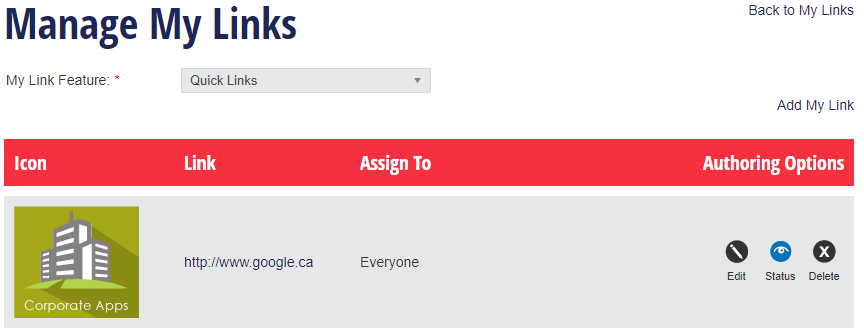 Manage My Links
Back to My Links
My Link Feature: *
Quick Links
Add My Link
Icon Link Assign To Authoring Options
http://www.google.ca Everyone
Edit Status Delete
Corporate Apps